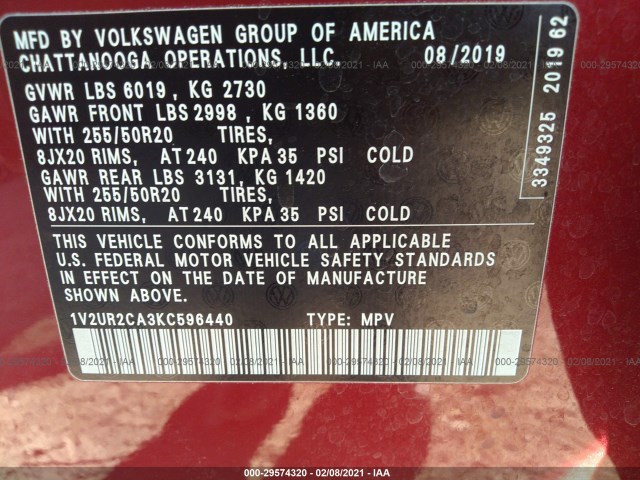 MFD BY VOLKSWAGEN GROUP OF AMERICA
CHATTANOOGA OPERATIONS, LLC 08/2019
GVWR LBS 6019 , KG 2730
GAWR FRONT LBS 2998 , KG 1360
WITH 255/50R20 TIRES,
8JX20 RIMS, AT 240 KPA 35 PSI COLD
GAWR REAR LBS 3131, KG 1420
WITH 255/50R20 TIRES,
8JX20 RIMS, AT 240 KPA 35 PSI COLD
THIS VEHICLE CONFORMS TO ALL APPLICABLE
U.S. FEDERAL MOTOR VEHICLE SAFETY STANDARDS
IN EFFECT ON THE DATE OF MANUFACTURE
SHOWN ABOVE.
1V2UR2CA3KC596440 TYPE: MPV
3349325 2019 62
000-29574320 | 02/08/2021 - IAA